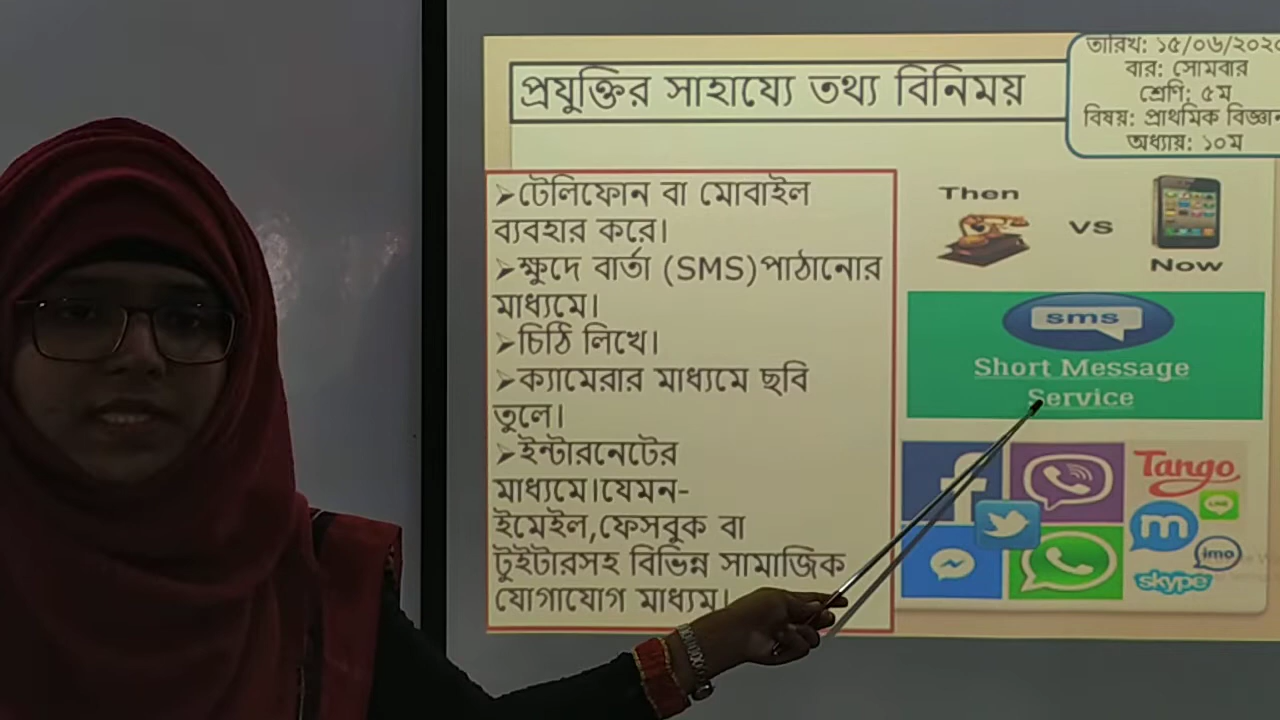 তারিখ: ১৫/০৬/২০২০
বার: সোমবার
শ্রেণি: ৫ম
বিষয়: প্রাথমিক বিজ্ঞান
অধ্যায়: ১০ম
প্রযুক্তির সাহায্যে তথ্য বিনিময়
➢টেলিফোন বা মোবাইল
ব্যবহার করে।
➢ক্ষুদে বার্তা (SMS)পাঠানোর
মাধ্যমে।
➢চিঠি লিখে।
➢ক্যামেরার মাধ্যমে ছবি
তুলে।
➢ইন্টারনেটের
মাধ্যমে।যেমন-
ইমেইল,ফেসবুক বা
টুইটারসহ বিভিন্ন সামাজিক
যোগাযোগ মাধ্যম।
Then
vs
Now
sms
Short Message
Service
Tango
LINE
m
imo
skype